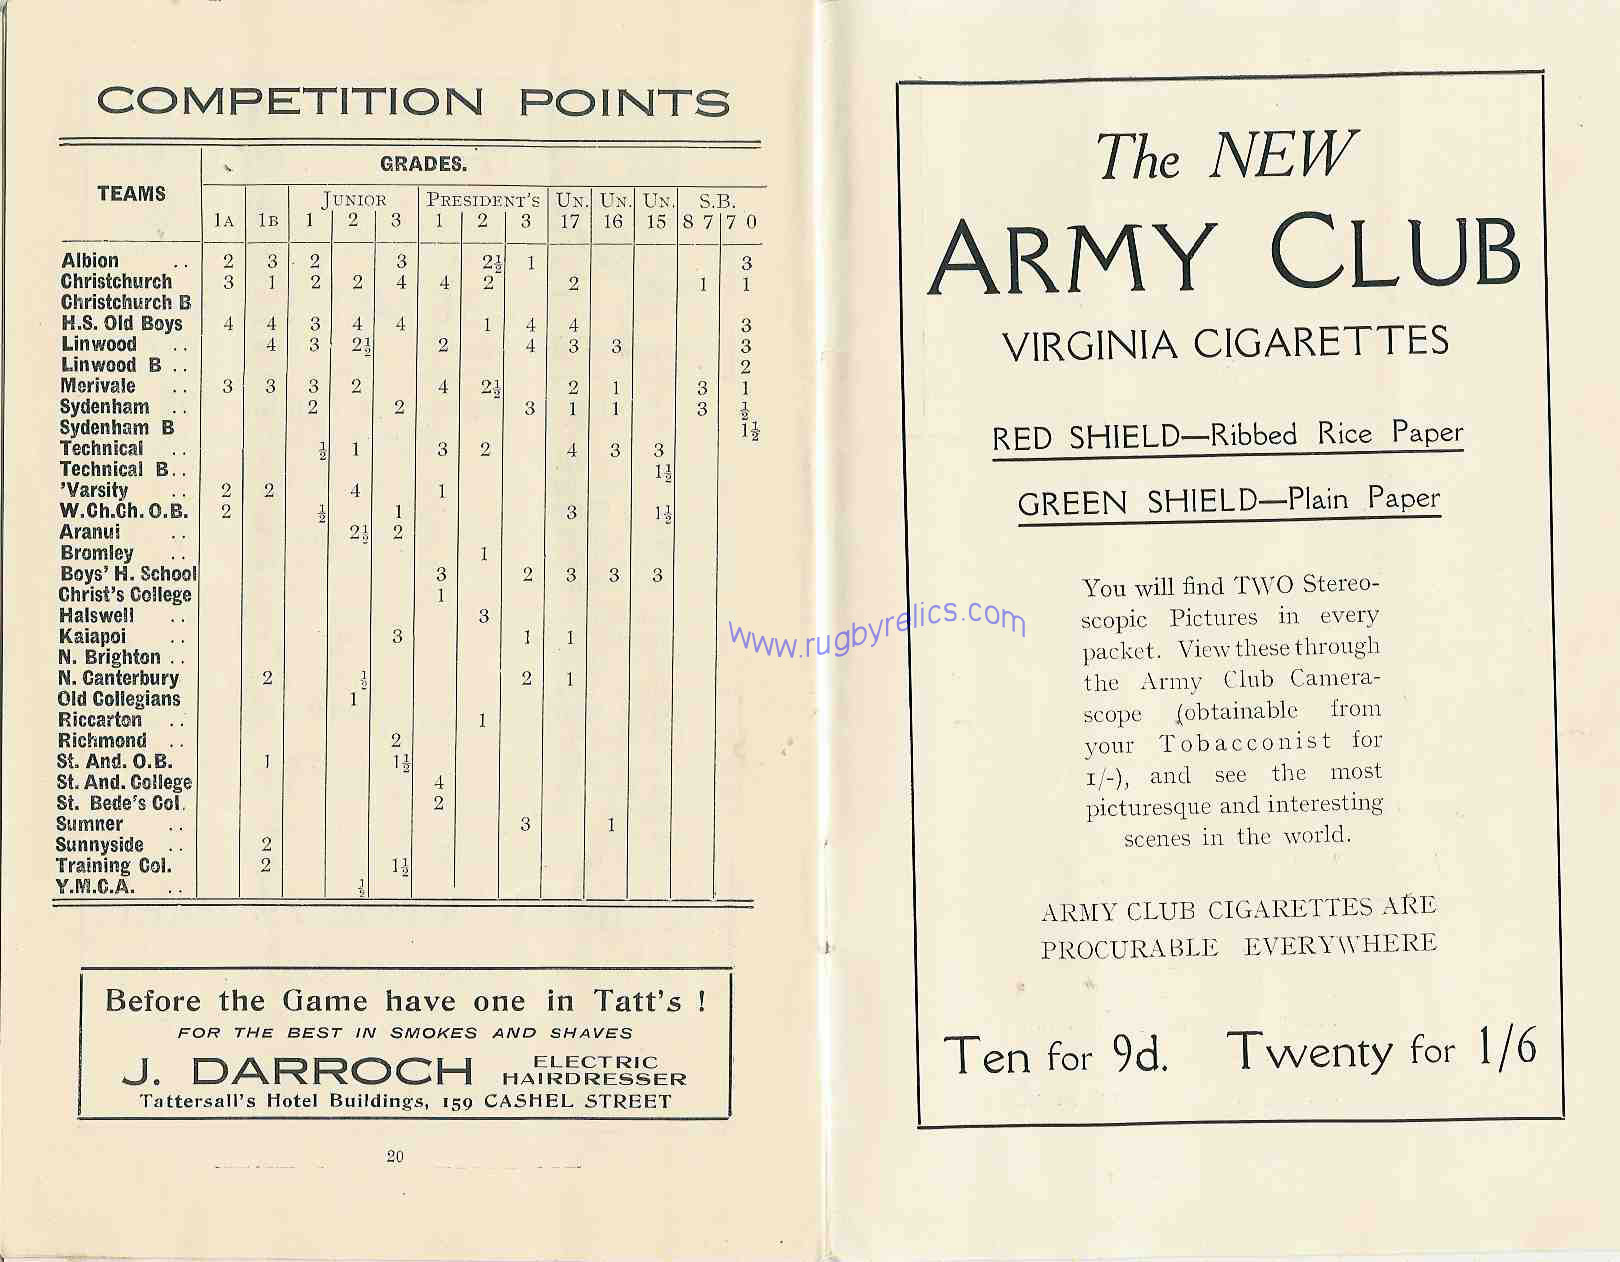 COMPETITION POINTS
TEAMS
GRADES.
1A 1B JUNIOR 1 2 3 PRESIDENT'S 1 2 3 UN. 17 UN. 16 UN. 15 S.B. 8 7 7 0
Albion .. 2 3 2 3 2½ 1 3
Christchurch 3 1 2 2 4 4 2 2 1 1
Christchurch B
H.S. Old Boys 4 4 3 4 4 1 4 4 3
Linwood .. 4 3 2½ 2 4 3 3 3
Linwood B .. 2
Merivale .. 3 3 3 2 4 2½ 2 1 3 1
Sydenham .. 2 2 3 1 1 3 ½
Sydenham B 1½
Technical .. ½ 1 3 2 4 3 3
Technical B.. 1½
'Varsity .. 2 2 4 1
W.Ch.Ch. O.B. 2 ½ 1 3 1½
Aranui .. 2½ 2
Bromley .. 1
Boys' H. School 3 2 3 3 3
Christ's College 1
Halswell .. 3
Kaiapoi .. 3 1 1
N. Brighton ..
N. Canterbury 2 ½ 2 1
Old Collegians 1
Riccarton .. 1
Richmond .. 2
St. And. O.B. 1 1½
St. And. College 4
St. Bede's Col. 2
Sumner .. 3 1
Sunnyside .. 2
Training Col. 2 1½
Y.M.C.A. .. ½
Before the Game have one in Tatt's !
FOR THE BEST IN SMOKES AND SHAVES
J. DARROCH ELECTRIC HAIRDRESSER
Tattersall's Hotel Buildings, 159 CASHEL STREET
20
The NEW
ARMY CLUB
VIRGINIA CIGARETTES
RED SHIELD—Ribbed Rice Paper
GREEN SHIELD—Plain Paper
You will find TWO Stereo-
scopic Pictures in every
packet. View these through
the Army Club Camera-
scope (obtainable from
your Tobacconist for
1/-), and see the most
picturesque and interesting
scenes in the world.
ARMY CLUB CIGARETTES ARE
PROCURABLE EVERYWHERE
Ten for 9d. Twenty for 1/6
www.rugbyrelics.com